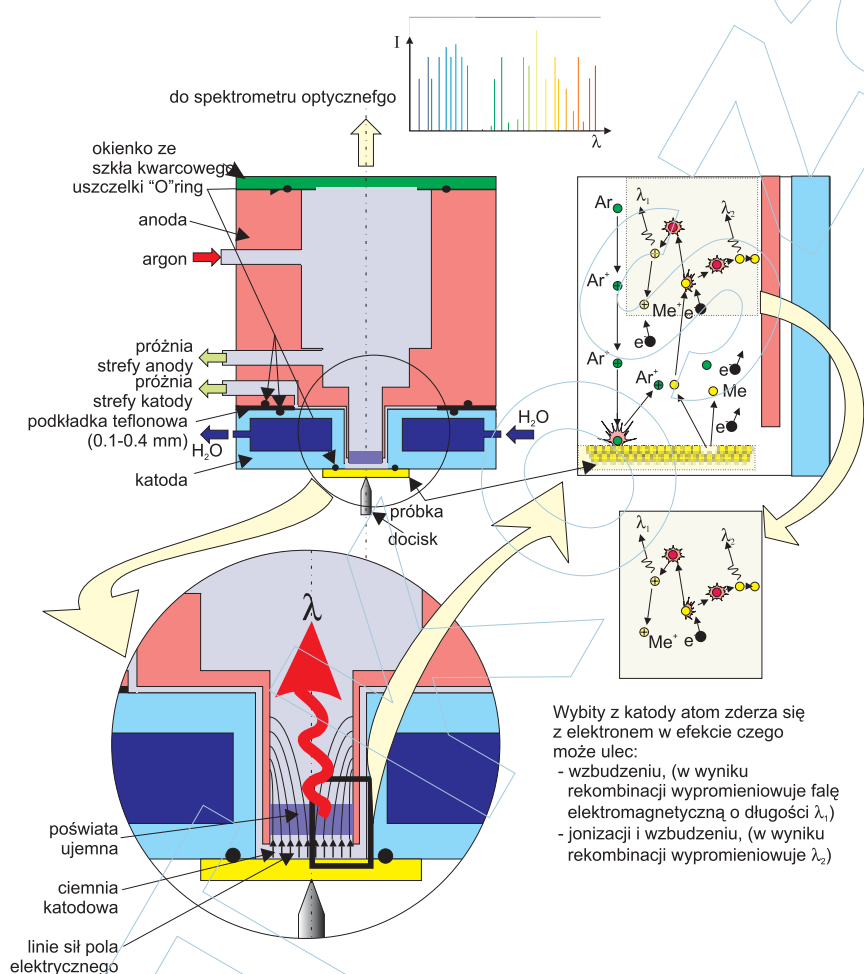 I
λ
do spektrometru optycznefgo
okienko ze
szkła kwarcowego
uszczelki “O”ring
anoda
argon
próżnia
strefy anody
próżnia
strefy katody
podkładka teflonowa
(0.1-0.4 mm)
H₂O
H₂O
katoda
próbka
docisk
Ar
λ₁
λ₂
Ar⁺
Me⁺
e⁻
e⁻
Ar⁺
Ar⁺
e⁻
Me
e⁻
λ₁
λ₂
Me⁺
e⁻
λ
poświata
ujemna
ciemnia
katodowa
linie sił pola
elektrycznego
Wybity z katody atom zderza się
z elektronem w efekcie czego
może ulec:
- wzbudzeniu, (w wyniku
rekombinacji wypromieniowuje falę
elektromagnetyczną o długości λ₁)
- jonizacji i wzbudzeniu, (w wyniku
rekombinacji wypromieniowuje λ₂)